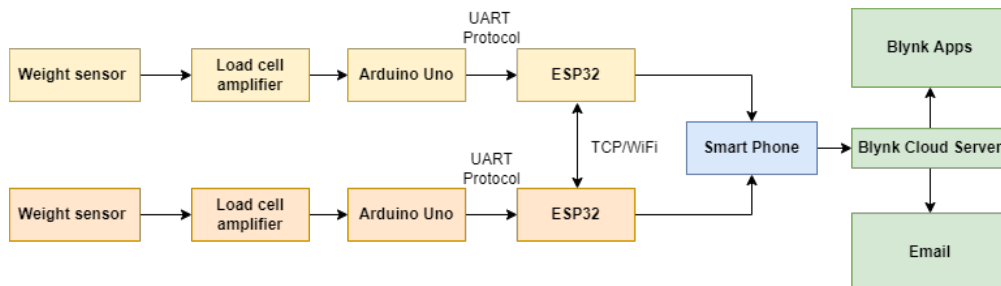 UART
Protocol
Blynk Apps
Weight sensor
Load cell
amplifier
Arduino Uno
ESP32
TCP/WiFi
Smart Phone
Blynk Cloud Server
UART
Protocol
Weight sensor
Load cell
amplifier
Arduino Uno
ESP32
Email